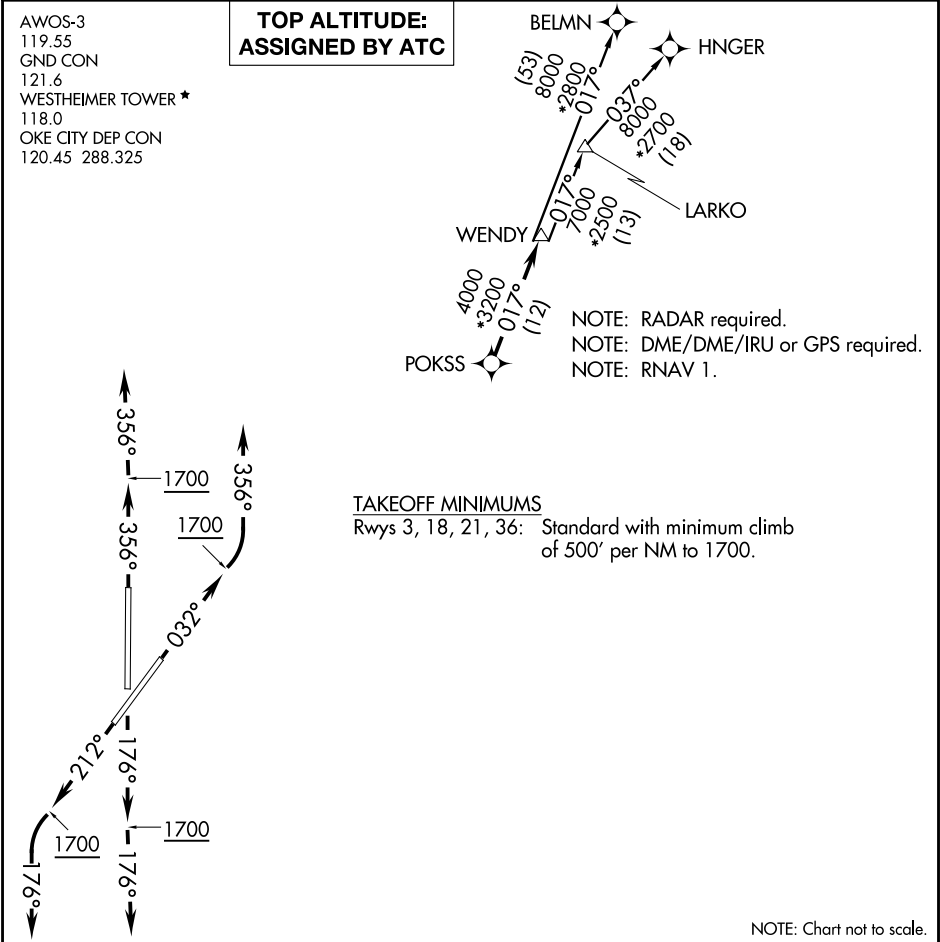 AWOS-3
119.55
GND CON
121.6
WESTHEIMER TOWER ★
118.0
OKE CITY DEP CON
120.45 288.325
TOP ALTITUDE:
ASSIGNED BY ATC
BELMN
HNGER
(53)
8000
*2800
017°
037°
8000
*2700
(18)
LARKO
017°
7000
*2500
(13)
WENDY
4000
*3200
017°
(12)
POKSS
NOTE: RADAR required.
NOTE: DME/DME/IRU or GPS required.
NOTE: RNAV 1.
356°
1700
356°
1700
356°
032°
TAKEOFF MINIMUMS
Rwys 3, 18, 21, 36: Standard with minimum climb
of 500' per NM to 1700.
212°
176°
1700
1700
176°
176°
NOTE: Chart not to scale.